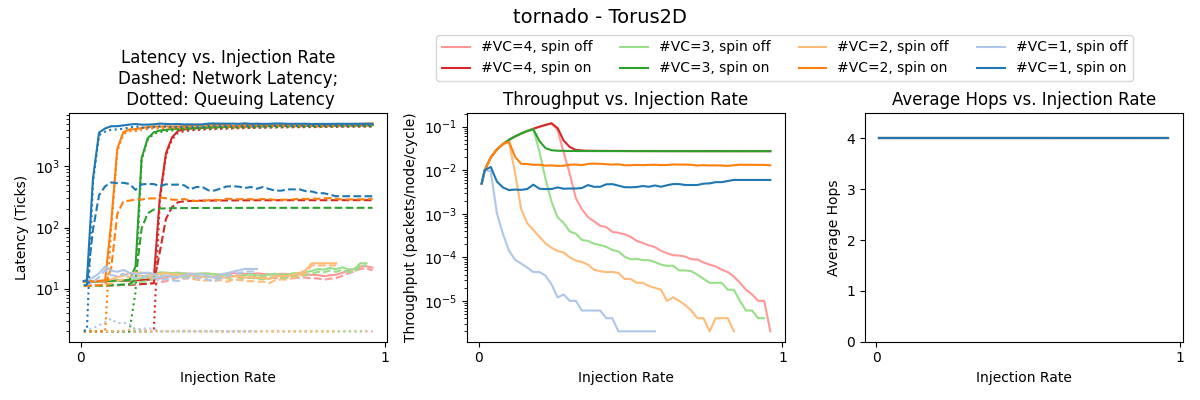 tornado - Torus2D
#VC=4, spin off
#VC=3, spin off
#VC=2, spin off
#VC=1, spin off
#VC=4, spin on
#VC=3, spin on
#VC=2, spin on
#VC=1, spin on
Latency vs. Injection Rate
Dashed: Network Latency;
Dotted: Queuing Latency
Latency (Ticks)
10³
10²
10¹
0
1
Injection Rate
Throughput vs. Injection Rate
Throughput (packets/node/cycle)
10⁻¹
10⁻²
10⁻³
10⁻⁴
10⁻⁵
0
1
Injection Rate
Average Hops vs. Injection Rate
Average Hops
4
3
2
1
0
0
1
Injection Rate